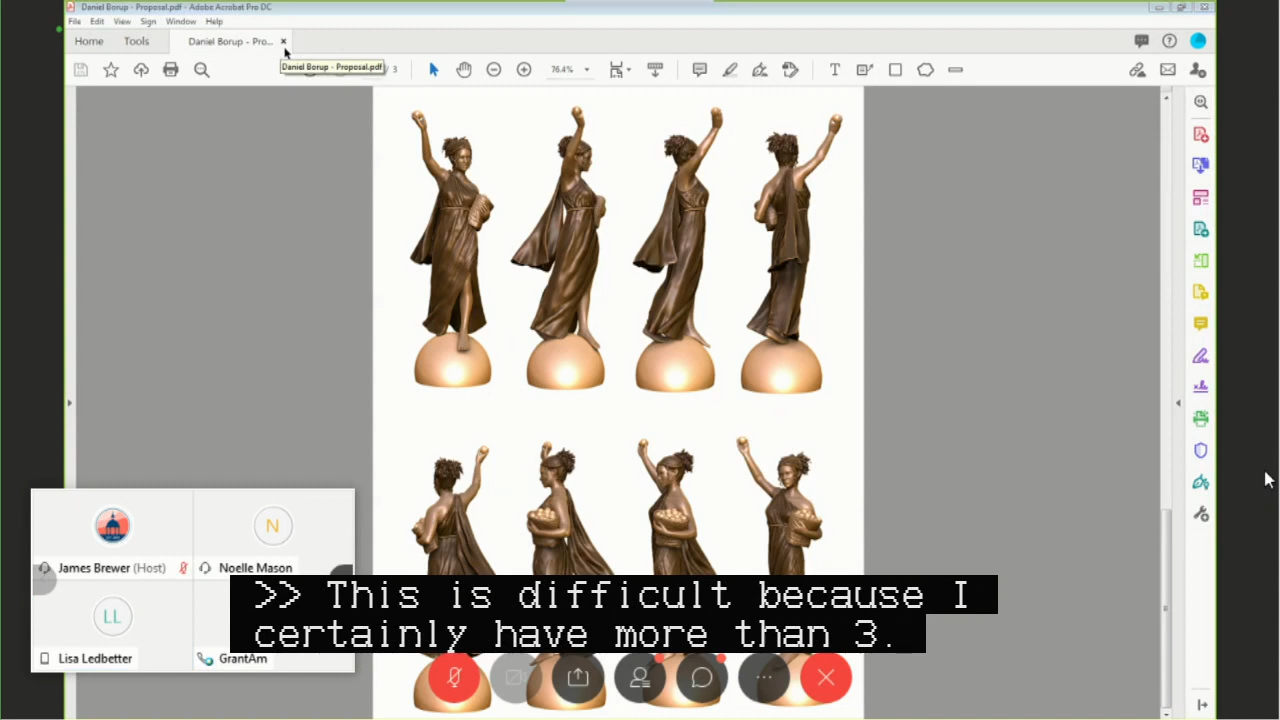 Daniel Borup - Proposal.pdf - Adobe Acrobat Pro DC
File Edit View Sign Window Help
Home Tools Daniel Borup - Pro... ×
Daniel Borup - Proposal.pdf
/ 3
76.4%
James Brewer (Host)
N
Noelle Mason
LL
Lisa Ledbetter
GrantAm
>> This is difficult because I
certainly have more than 3.